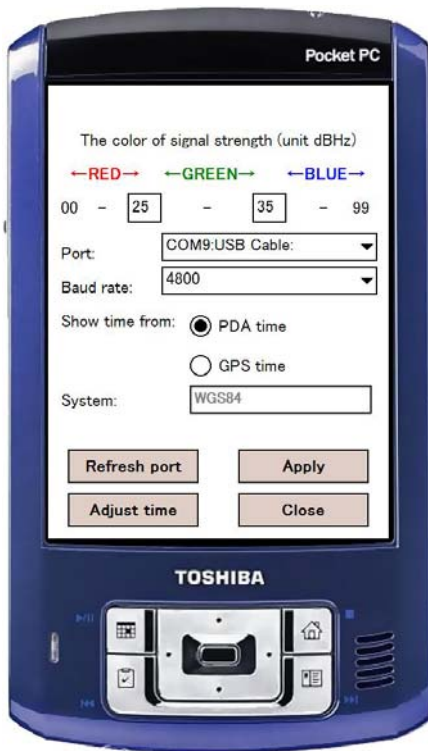 Pocket PC
The color of signal strength (unit dBHz)
←RED→ ←GREEN→ ←BLUE→
00 - 25 - 35 - 99
Port: COM9:USB Cable:
Baud rate: 4800
Show time from: PDA time
GPS time
System: WGS84
Refresh port Apply
Adjust time Close
TOSHIBA